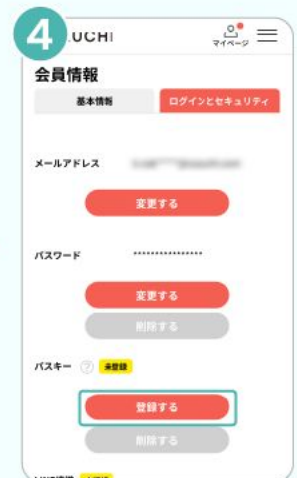 4
UCHI
マイページ
会員情報
基本情報
ログインとセキュリティ
メールアドレス
変更する
パスワード ****************
変更する
削除する
パスキー ? 未登録
登録する
削除する